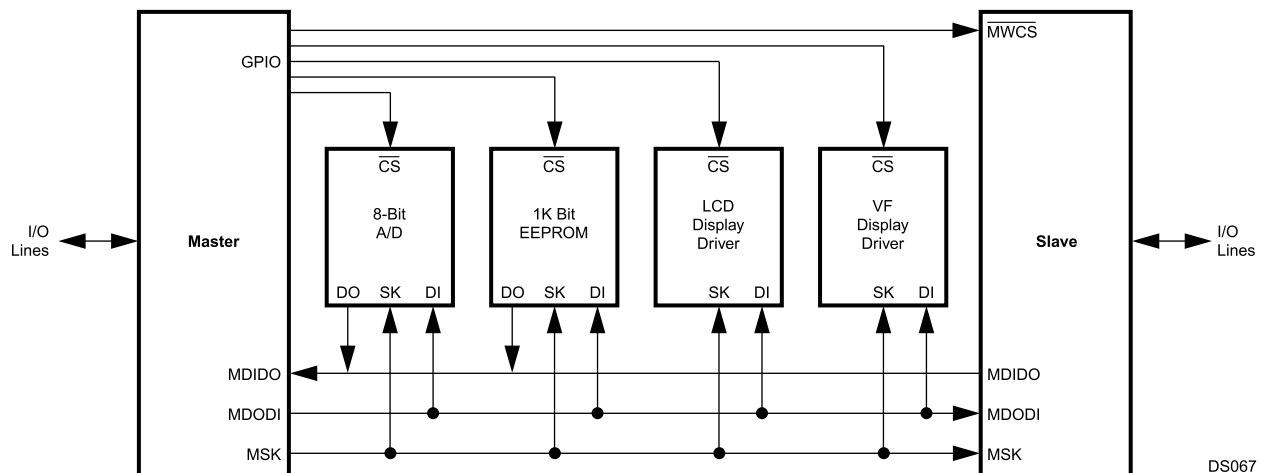 MWCS
GPIO
CS
CS
CS
CS
8-Bit
A/D
1K Bit
EEPROM
LCD
Display
Driver
VF
Display
Driver
I/O
Lines
Master
Slave
I/O
Lines
DO SK DI
DO SK DI
SK DI
SK DI
MDIDO
MDIDO
MDODI
MDODI
MSK
MSK
DS067